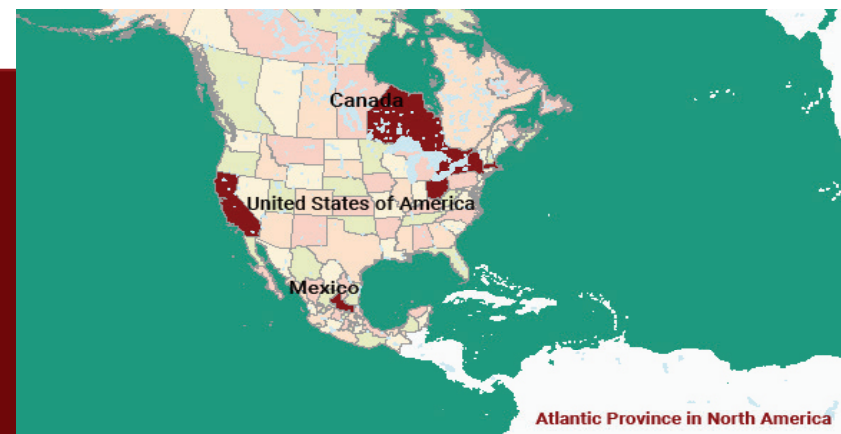 Canada
United States of America
Mexico
Atlantic Province in North America